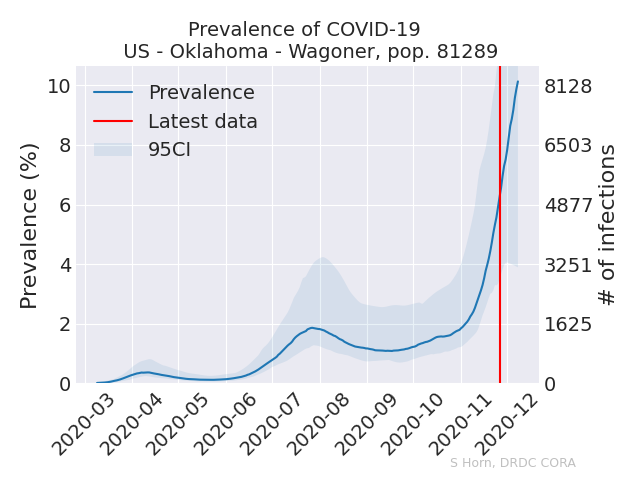 Prevalence of COVID-19
US - Oklahoma - Wagoner, pop. 81289
Prevalence
Latest data
95CI
Prevalence (%)
10
8
6
4
2
0
8128
6503
4877
3251
1625
0
# of infections
2020-03
2020-04
2020-05
2020-06
2020-07
2020-08
2020-09
2020-10
2020-11
2020-12
S Horn, DRDC CORA